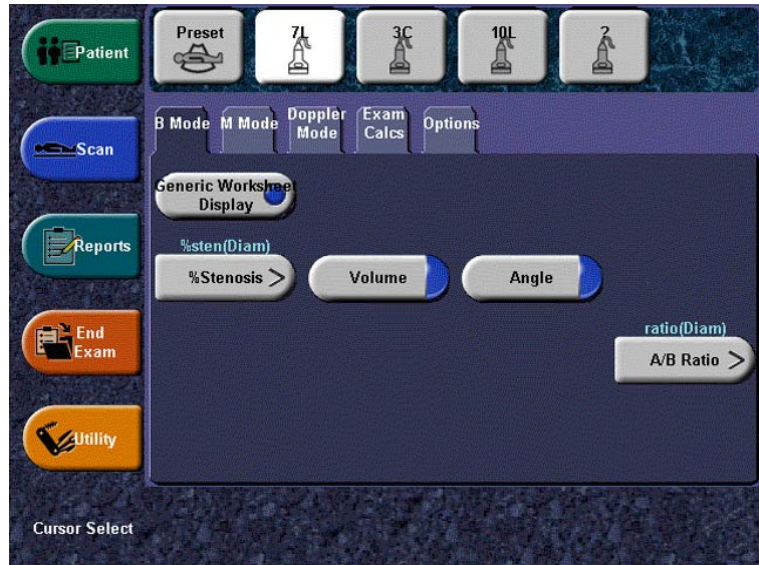 Patient
Preset
7L
3C
10L
?
Scan
B Mode
M Mode
Doppler
Mode
Exam
Calcs
Options
Generic Worksheet
Display
Reports
%sten(Diam)
%Stenosis >
Volume
Angle
End
Exam
ratio(Diam)
A/B Ratio >
Utility
Cursor Select